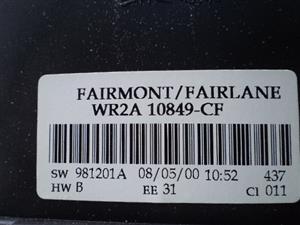 FAIRMONT/FAIRLANE
WR2A 10849-CF
SW 981201A 08/05/00 10:52 437
HW B EE 31 C1 011